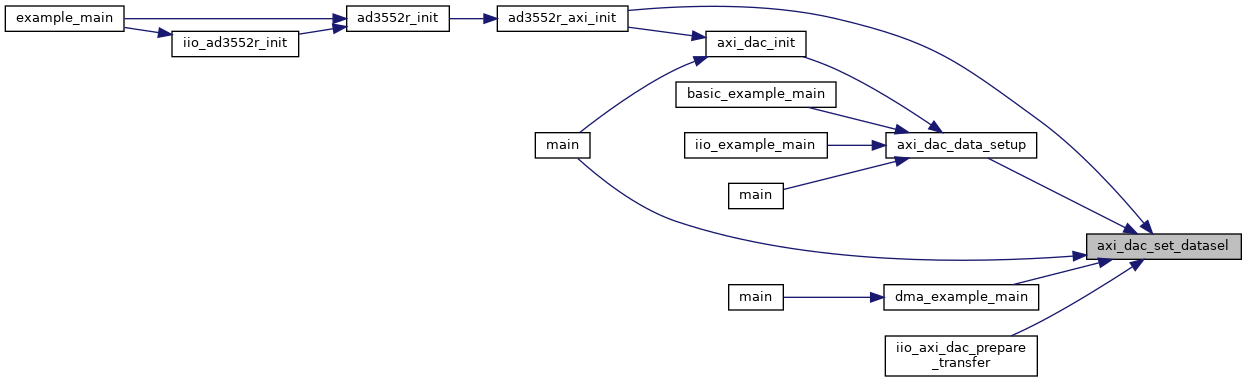 example_main
ad3552r_init
ad3552r_axi_init
iio_ad3552r_init
axi_dac_init
basic_example_main
main
iio_example_main
axi_dac_data_setup
main
axi_dac_set_datasel
main
dma_example_main
iio_axi_dac_prepare
_transfer